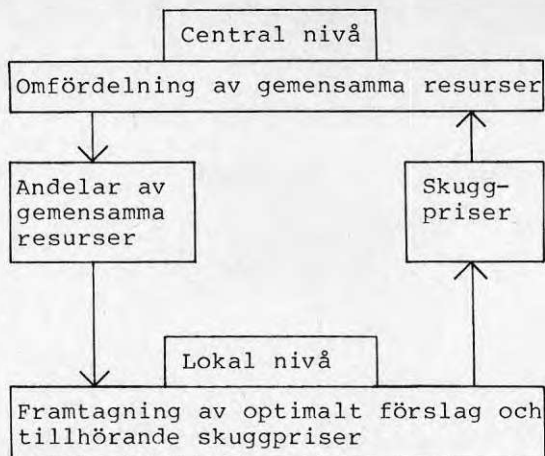 Central nivå
Omfördelning av gemensamma resurser
Andelar av
gemensamma
resurser
Skugg-
priser
Lokal nivå
Framtagning av optimalt förslag och
tillhörande skuggpriser